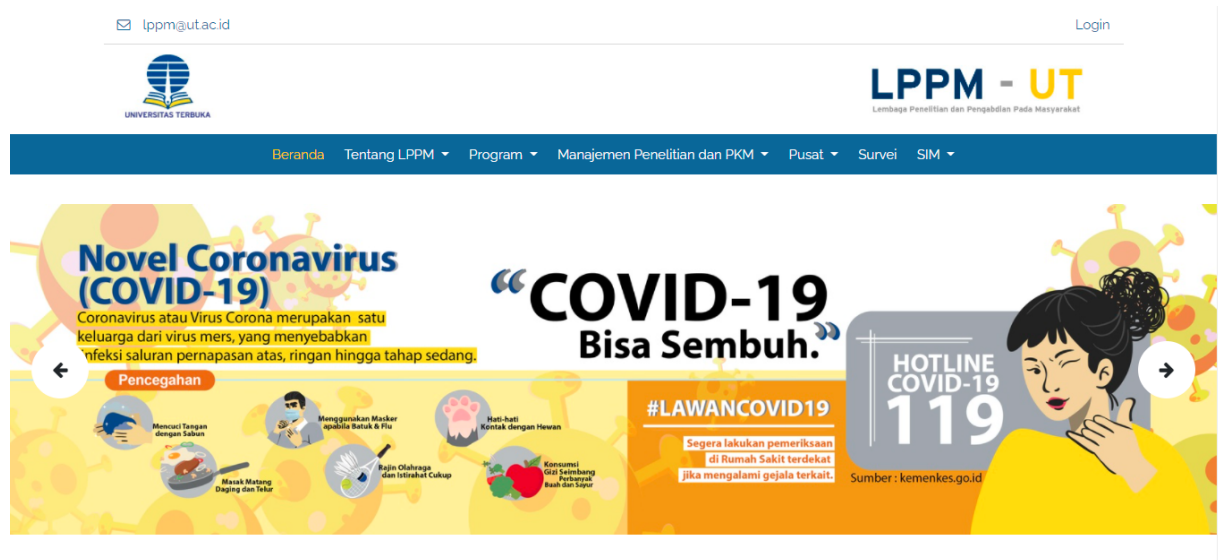 lppm@ut.ac.id
Login
UNIVERSITAS TERBUKA
LPPM - UT
Lembaga Penelitian dan Pengabdian Pada Masyarakat
Beranda Tentang LPPM Program Manajemen Penelitian dan PKM Pusat Survei SIM
Novel Coronavirus
(COVID-19)
Coronavirus atau Virus Corona merupakan satu
keluarga dari virus mers, yang menyebabkan
infeksi saluran pernapasan atas, ringan hingga tahap sedang.
Pencegahan
Mencuci Tangan
dengan Sabun
Menggunakan Masker
apabila Batuk & Flu
Hati-hati
Kontak dengan Hewan
Masak Matang
Daging dan Telur
Rajin Olahraga
dan Istirahat Cukup
Konsumsi
Gizi Seimbang
Perbanyak
Buah dan Sayur
“COVID-19
Bisa Sembuh.”
#LAWANCOVID19
Segera lakukan pemeriksaan
di Rumah Sakit terdekat
jika mengalami gejala terkait.
HOTLINE
COVID-19
119
Sumber : kemenkes.go.id